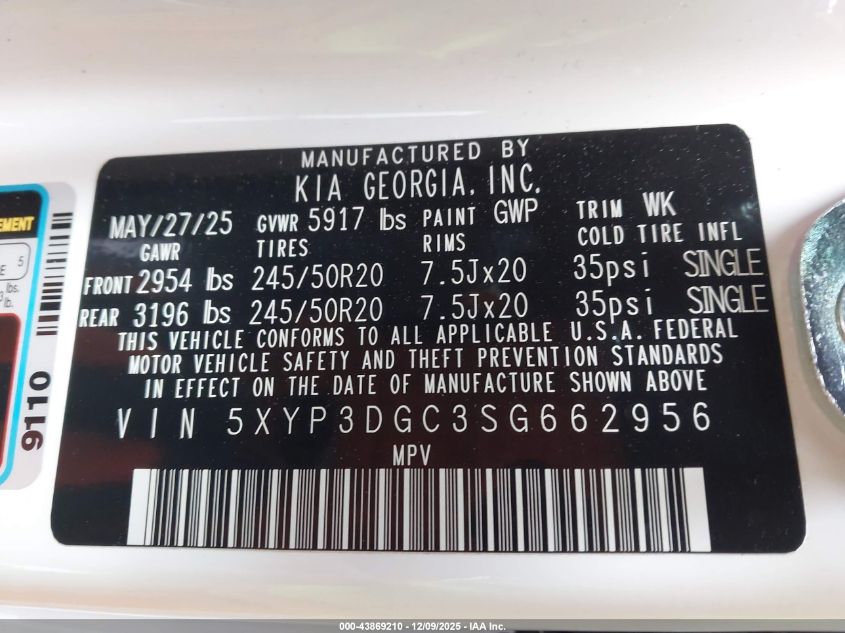 MANUFACTURED BY
KIA GEORGIA, INC.
MAY/27/25 GVWR 5917 lbs PAINT GWP TRIM WK
GAWR TIRES RIMS COLD TIRE INFL
FRONT 2954 lbs 245/50R20 7.5Jx20 35psi SINGLE
REAR 3196 lbs 245/50R20 7.5Jx20 35psi SINGLE
THIS VEHICLE CONFORMS TO ALL APPLICABLE U.S.A. FEDERAL
MOTOR VEHICLE SAFETY AND THEFT PREVENTION STANDARDS
IN EFFECT ON THE DATE OF MANUFACTURE SHOWN ABOVE
VIN 5XYP3DGC3SG662956
MPV
5
lbs.
lb.
9110
000-43869210 - 12/09/2025 - IAA Inc.